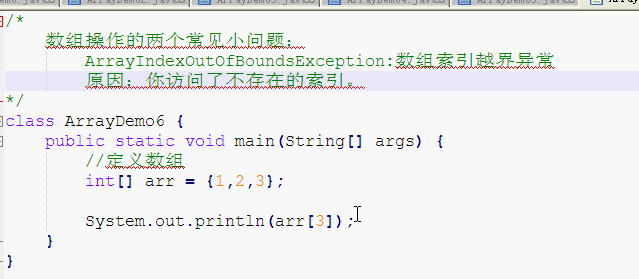 /*
数组操作的两个常见小问题：
ArrayIndexOutOfBoundsException:数组索引越界异常
原因：你访问了不存在的索引。
*/
class ArrayDemo6 {
public static void main(String[] args) {
//定义数组
int[] arr = {1,2,3};
System.out.println(arr[3]);
}
}